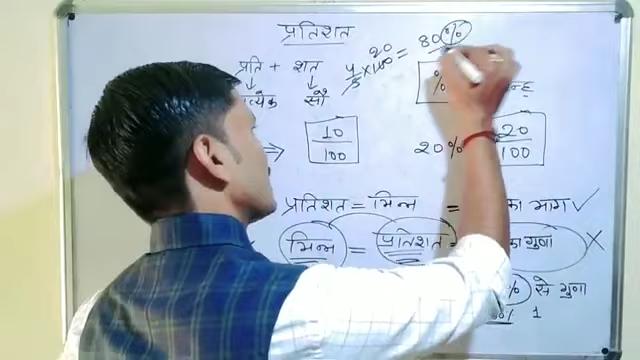 प्रतिशत
प्रति + शत
4/5 × 100 = 80%
20
↓ ↓
सौ
%
⇒ 10/100
20% 20/100
प्रतिशत = भिन्न = का भाग ✓
भिन्न = प्रतिशत = का गुणा ×
% से गुणा
1